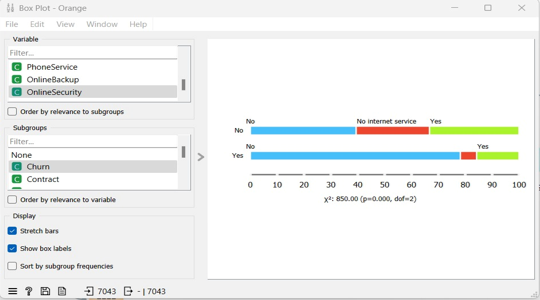 Box Plot - Orange
File Edit View Window Help
Variable
Filter...
C PhoneService
C OnlineBackup
C OnlineSecurity
Order by relevance to subgroups
Subgroups
Filter...
None
C Churn
C Contract
Order by relevance to variable
Display
Stretch bars
Show box labels
Sort by subgroup frequencies
No No internet service Yes
No
No Yes
Yes
0 10 20 30 40 50 60 70 80 90 100
χ²: 850.00 (p=0.000, dof=2)
? 7043 - | 7043